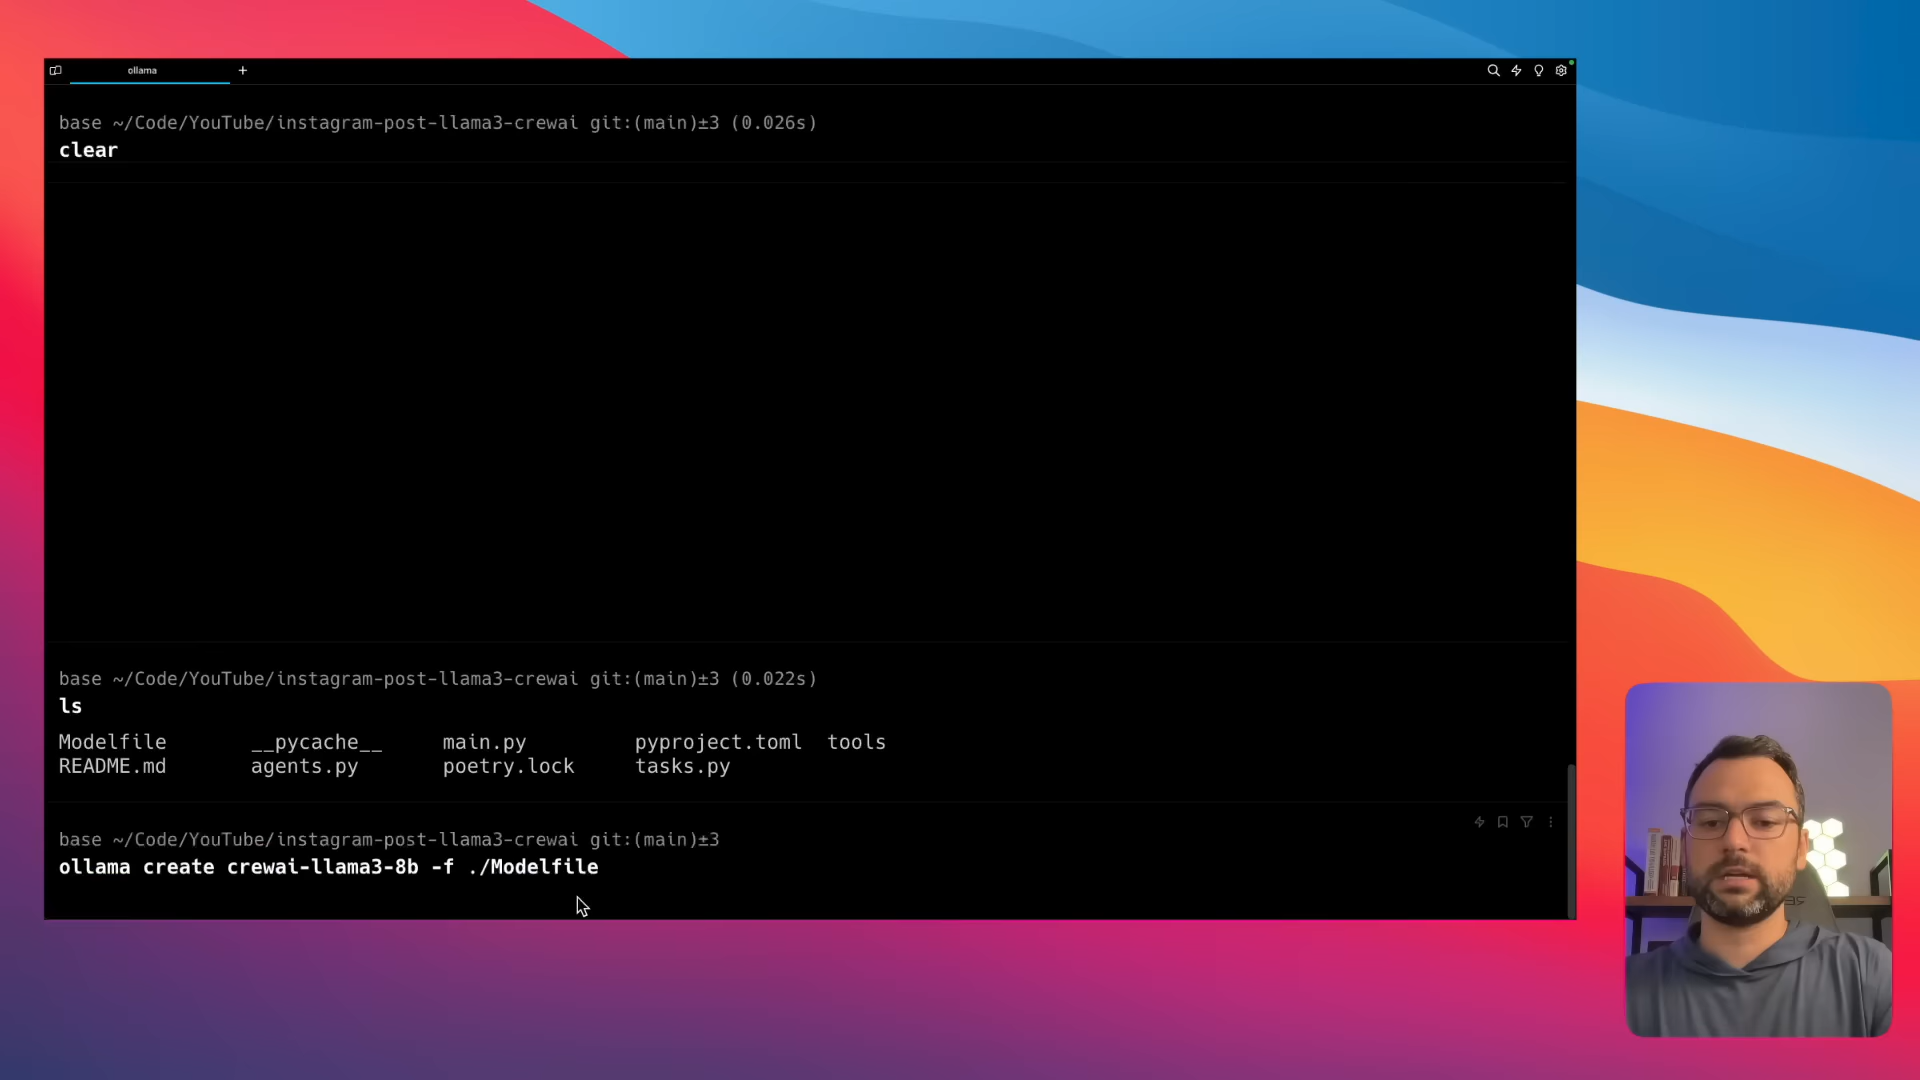 ollama
base ~/Code/YouTube/instagram-post-llama3-crewai git:(main)±3 (0.026s)
clear
base ~/Code/YouTube/instagram-post-llama3-crewai git:(main)±3 (0.022s)
ls
Modelfile __pycache__ main.py pyproject.toml tools
README.md agents.py poetry.lock tasks.py
base ~/Code/YouTube/instagram-post-llama3-crewai git:(main)±3
ollama create crewai-llama3-8b -f ./Modelfile